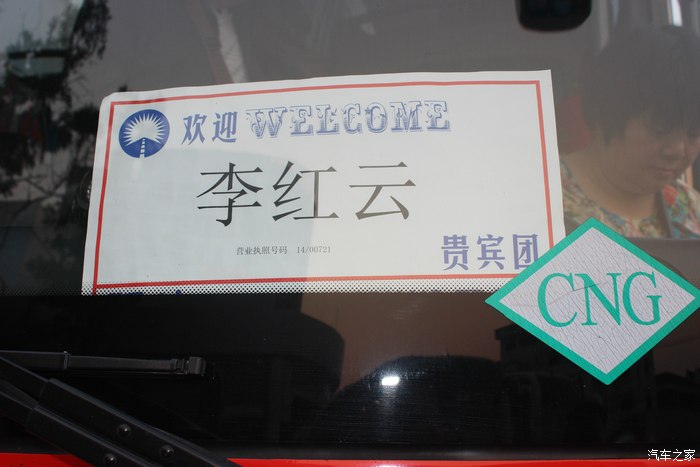 欢迎 WELCOME
李红云
营业执照号码 14/00721
贵宾团
CNG
汽车之家